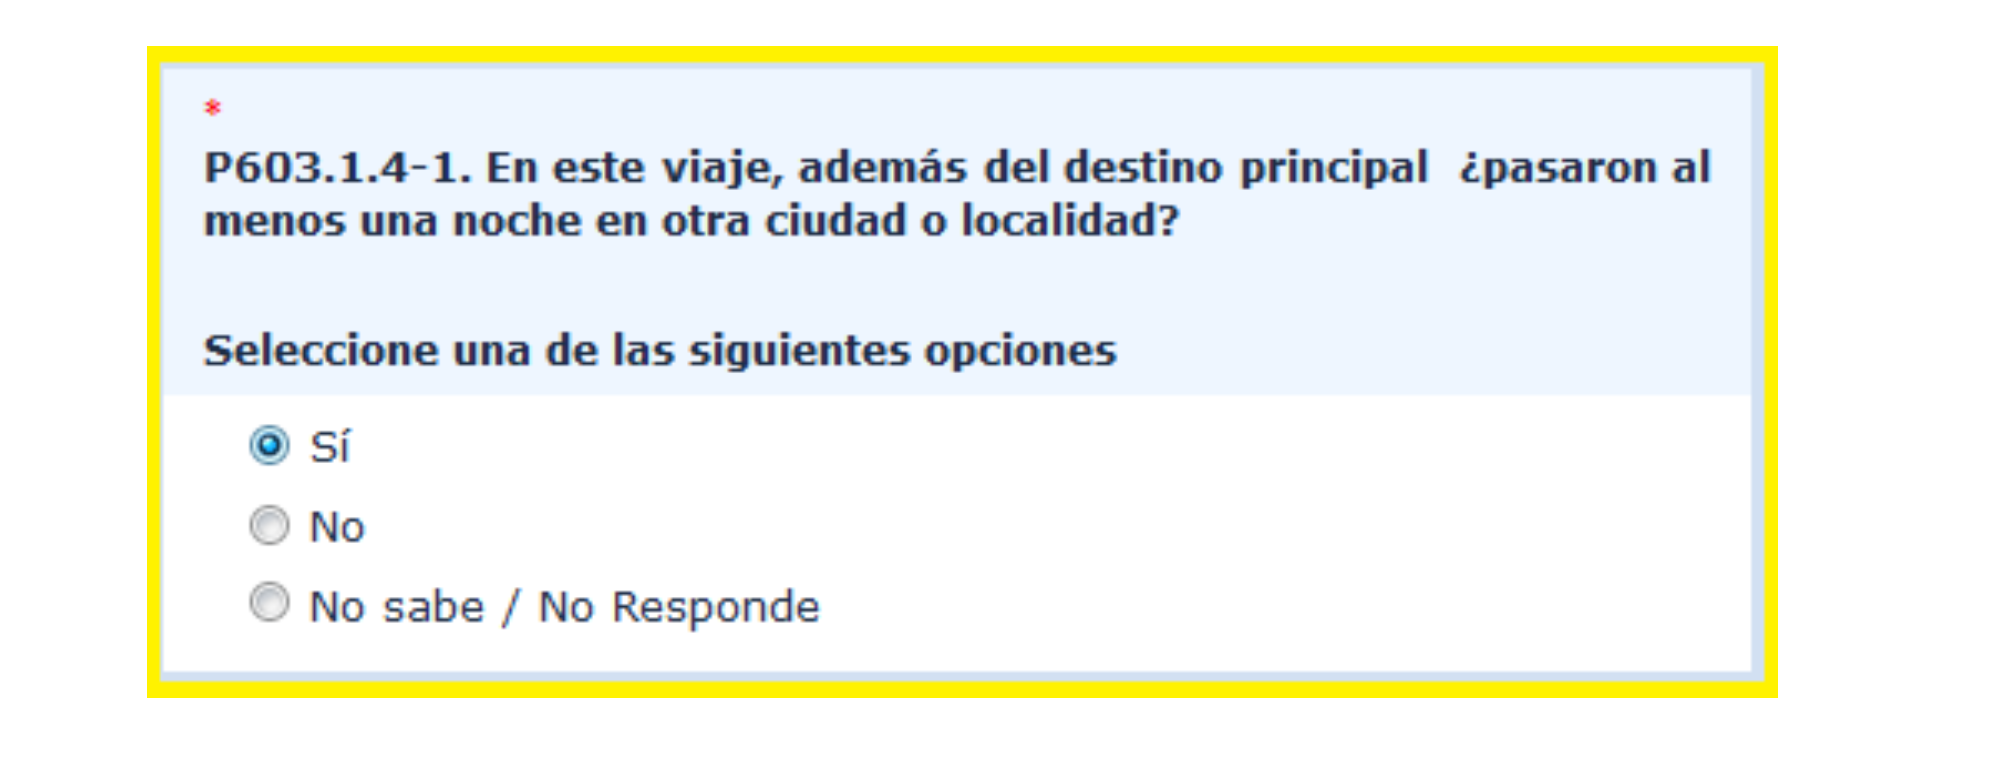 *
P603.1.4-1. En este viaje, además del destino principal ¿pasaron al
menos una noche en otra ciudad o localidad?
Seleccione una de las siguientes opciones
Sí
No
No sabe / No Responde